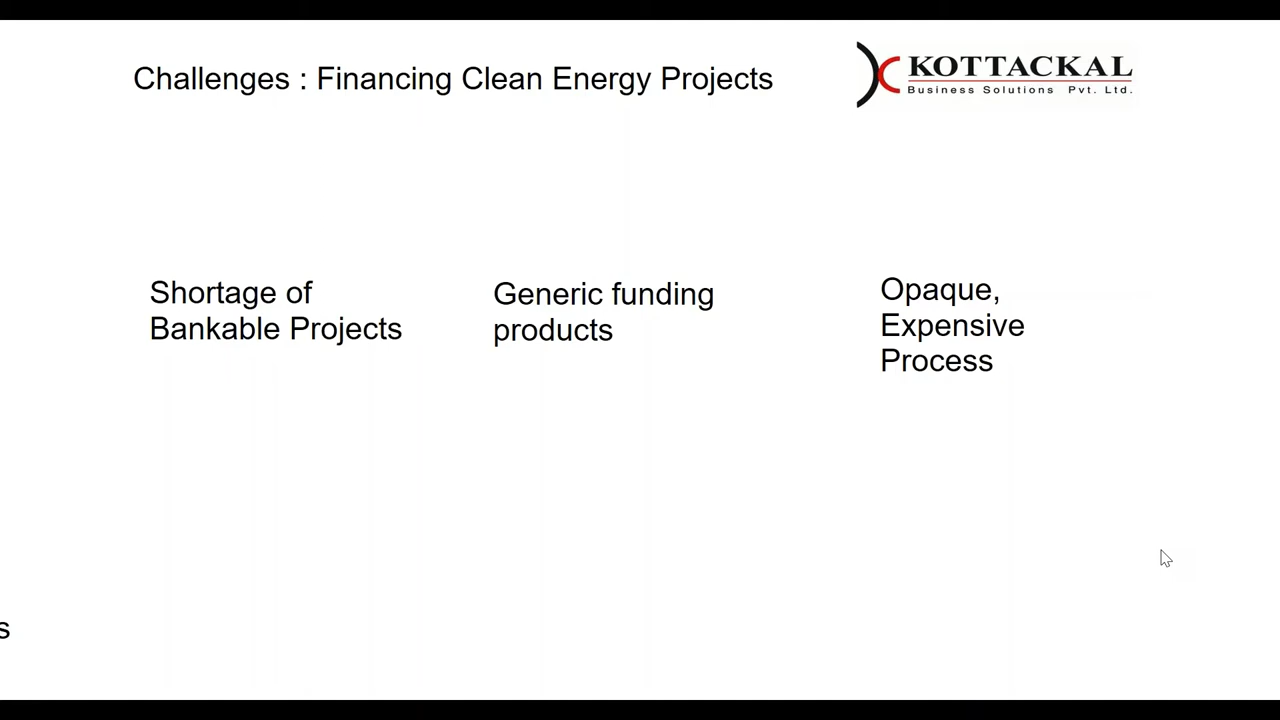 Challenges : Financing Clean Energy Projects
KOTTACKAL
Business Solutions Pvt. Ltd.
Shortage of
Bankable Projects
Generic funding
products
Opaque,
Expensive
Process
s